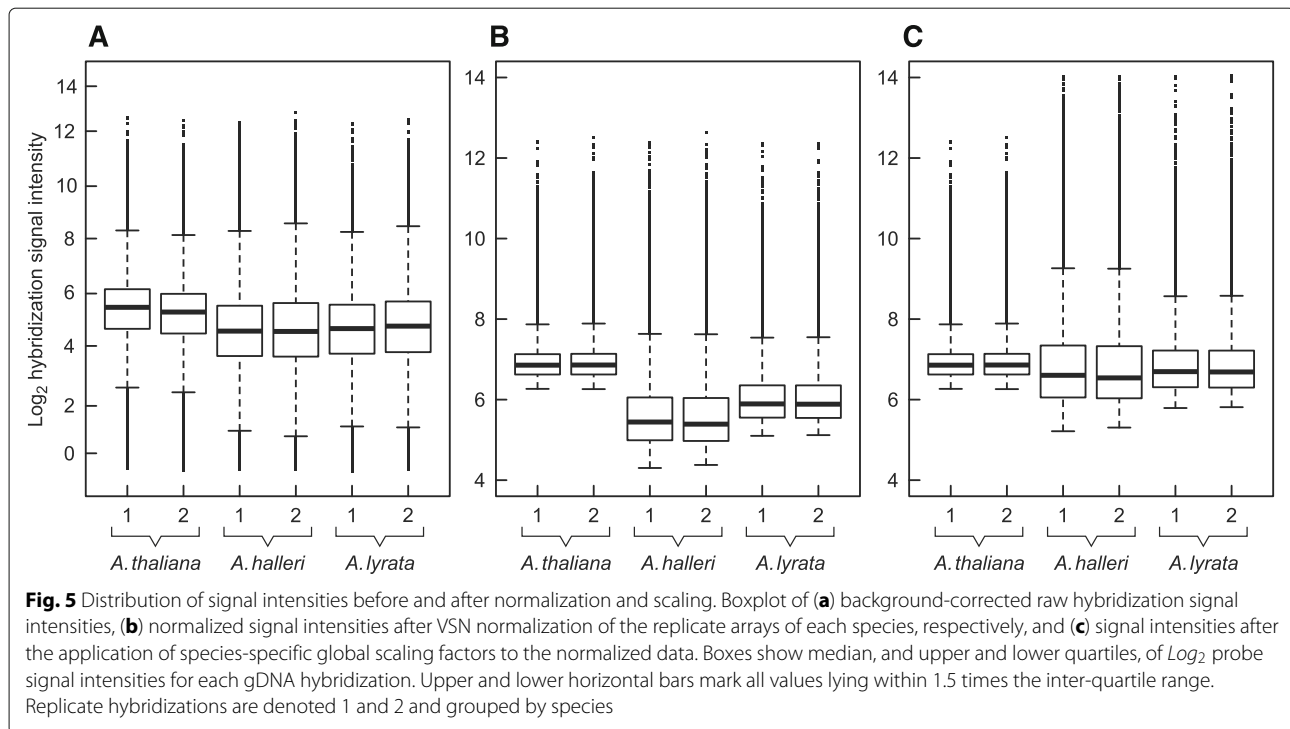 A
B
C
Log2 hybridization signal intensity
14
12
10
8
6
4
2
0
14
12
10
8
6
4
14
12
10
8
6
4
1 2 1 2 1 2
1 2 1 2 1 2
1 2 1 2 1 2
A. thaliana A. halleri A. lyrata
A. thaliana A. halleri A. lyrata
A. thaliana A. halleri A. lyrata
Fig. 5 Distribution of signal intensities before and after normalization and scaling. Boxplot of (a) background-corrected raw hybridization signal
intensities, (b) normalized signal intensities after VSN normalization of the replicate arrays of each species, respectively, and (c) signal intensities after
the application of species-specific global scaling factors to the normalized data. Boxes show median, and upper and lower quartiles, of Log2 probe
signal intensities for each gDNA hybridization. Upper and lower horizontal bars mark all values lying within 1.5 times the inter-quartile range.
Replicate hybridizations are denoted 1 and 2 and grouped by species